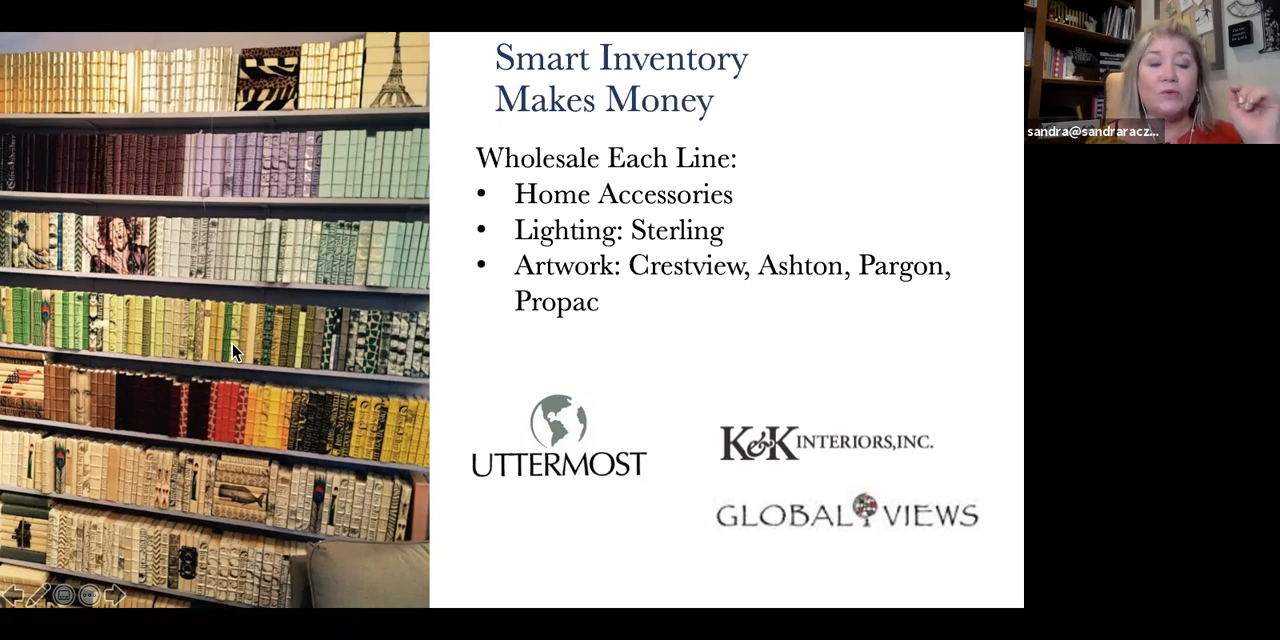 Smart Inventory
Makes Money
sandra@sandraracz...
Wholesale Each Line:
• Home Accessories
• Lighting: Sterling
• Artwork: Crestview, Ashton, Pargon,
Propac
UTTERMOST
K&K INTERIORS,INC.
GLOBAL VIEWS